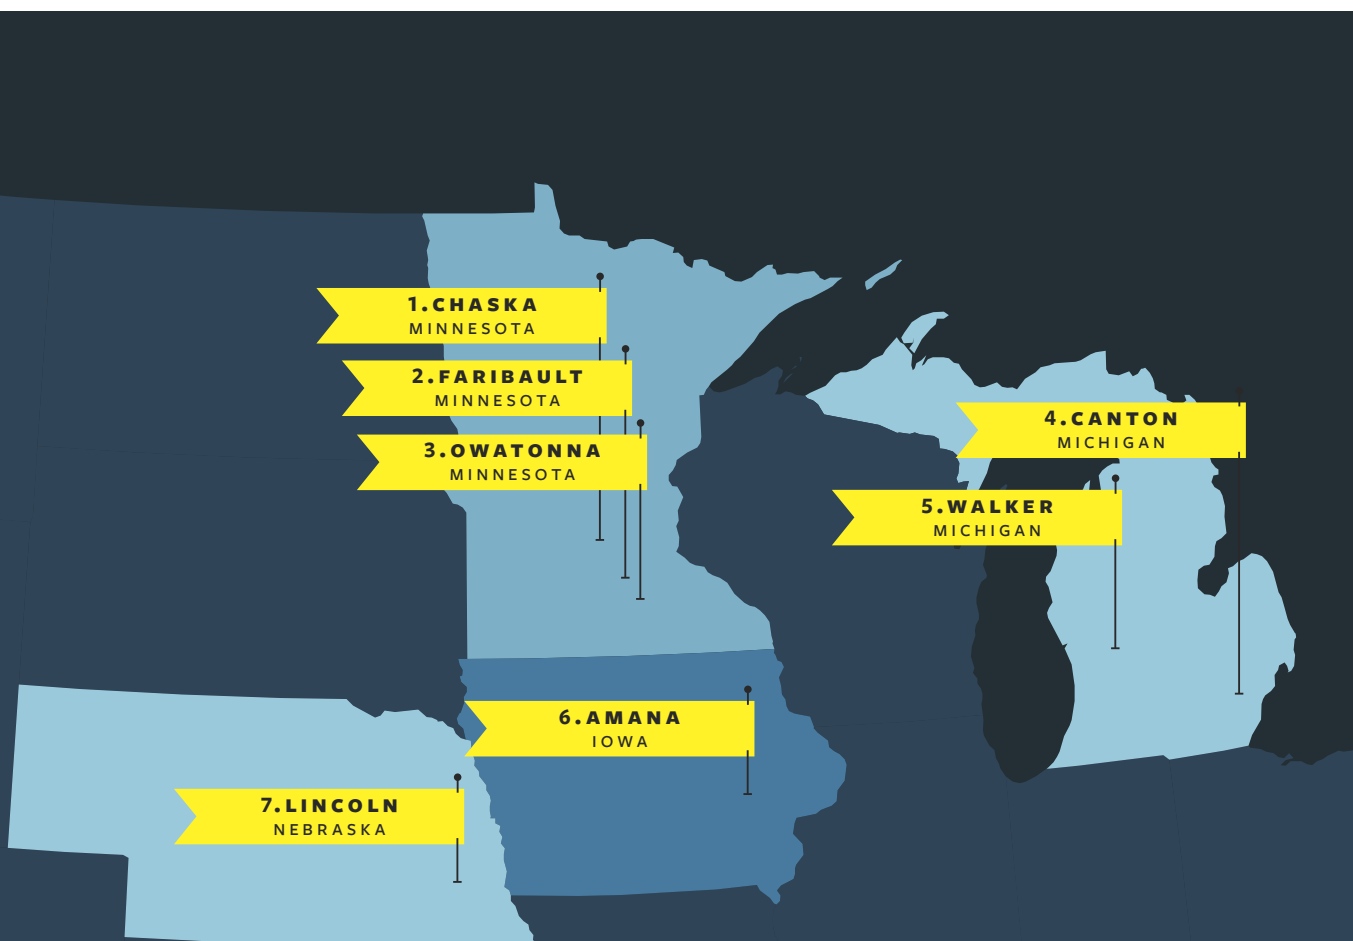 1.CHASKA
MINNESOTA
2.FARIBAULT
MINNESOTA
3.OWATONNA
MINNESOTA
4.CANTON
MICHIGAN
5.WALKER
MICHIGAN
6.AMANA
IOWA
7.LINCOLN
NEBRASKA